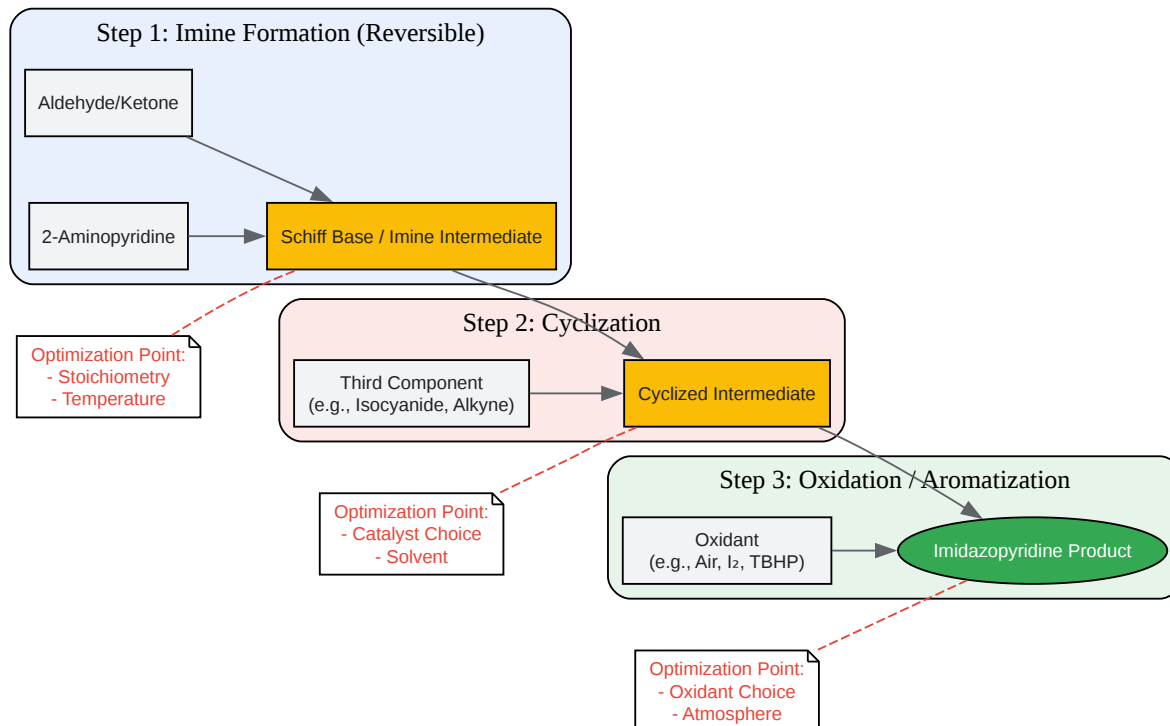 Step 1: Imine Formation (Reversible)
Aldehyde/Ketone
2-Aminopyridine
Schiff Base / Imine Intermediate
Optimization Point:
- Stoichiometry
- Temperature
Step 2: Cyclization
Third Component
(e.g., Isocyanide, Alkyne)
Cyclized Intermediate
Optimization Point:
- Catalyst Choice
- Solvent
Step 3: Oxidation / Aromatization
Oxidant
(e.g., Air, I₂, TBHP)
Imidazopyridine Product
Optimization Point:
- Oxidant Choice
- Atmosphere